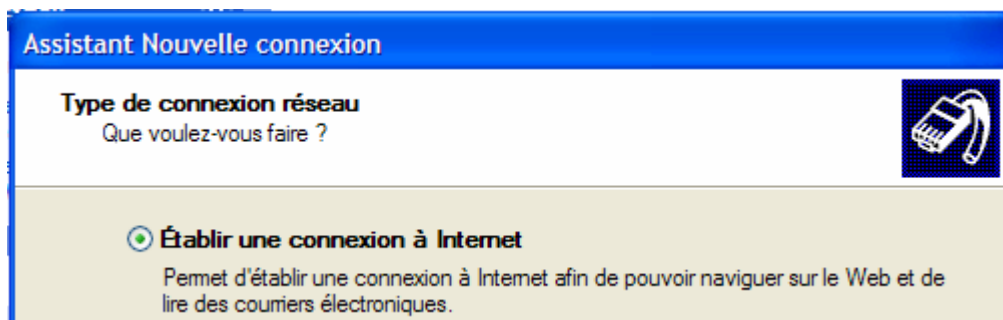 Assistant Nouvelle connexion
Type de connexion réseau
Que voulez-vous faire ?
Établir une connexion à Internet
Permet d'établir une connexion à Internet afin de pouvoir naviguer sur le Web et de
lire des courriers électroniques.